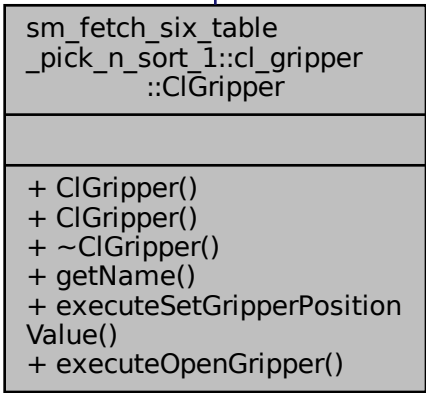 sm_fetch_six_table
_pick_n_sort_1::cl_gripper
::ClGripper
+ ClGripper()
+ ClGripper()
+ ~ClGripper()
+ getName()
+ executeSetGripperPosition
Value()
+ executeOpenGripper()